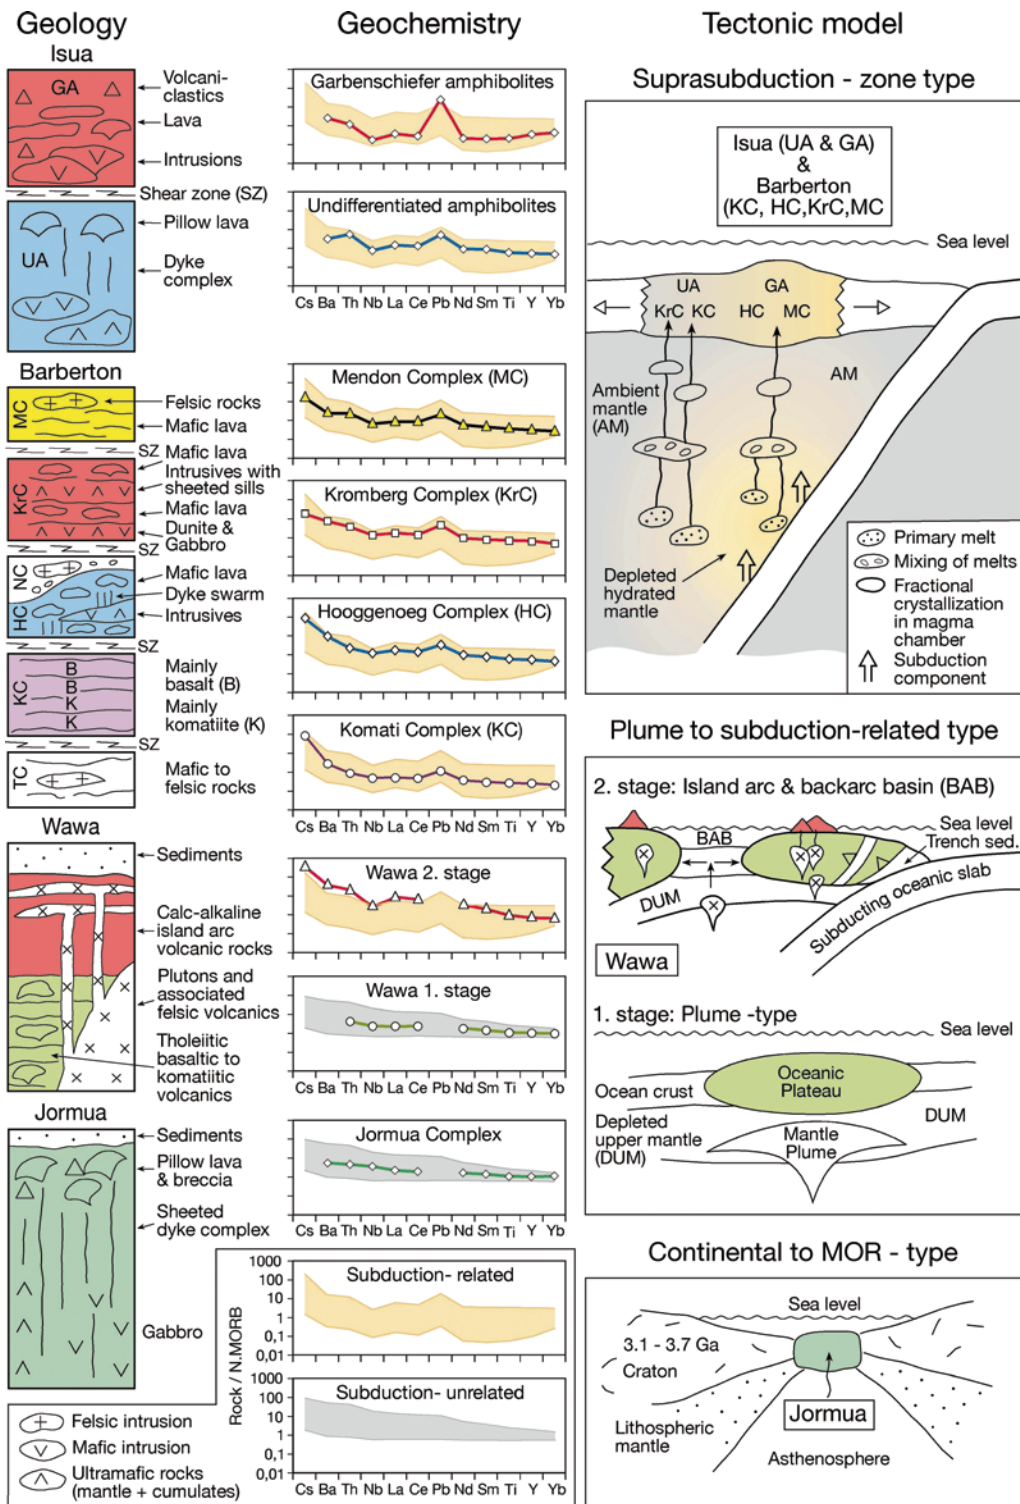 Geology
Isua
GA
Volcani-
clastics
Lava
Intrusions
Shear zone (SZ)
UA
Pillow lava
Dyke
complex
Barberton
MC
Felsic rocks
Mafic lava
SZ
KrC
Mafic lava
Intrusives with
sheeted sills
Mafic lava
Dunite &
Gabbro
SZ
NC
HC
Mafic lava
Dyke swarm
Intrusives
SZ
KC
B
B
K
K
Mainly
basalt (B)
Mainly
komatiite (K)
SZ
TC
Mafic to
felsic rocks
Wawa
Sediments
Calc-alkaline
island arc
volcanic rocks
Plutons and
associated
felsic volcanics
Tholeiitic
basaltic to
komatiitic
volcanics
Jormua
Sediments
Pillow lava
& breccia
Sheeted
dyke complex
Gabbro
Felsic intrusion
Mafic intrusion
Ultramafic rocks
(mantle + cumulates)
Geochemistry
Garbenschiefer amphibolites
Undifferentiated amphibolites
Cs Ba Th Nb La Ce Pb Nd Sm Ti Y Yb
Mendon Complex (MC)
Kromberg Complex (KrC)
Hooggenoeg Complex (HC)
Komati Complex (KC)
Cs Ba Th Nb La Ce Pb Nd Sm Ti Y Yb
Wawa 2. stage
Wawa 1. stage
Jormua Complex
Cs Ba Th Nb La Ce Pb Nd Sm Ti Y Yb
Rock / N.MORB
1000
100
10
1
0,1
0,01
Subduction- related
1000
100
10
1
0,1
0,01
Subduction- unrelated
Cs Ba Th Nb La Ce Pb Nd Sm Ti Y Yb
Tectonic model
Suprasubduction - zone type
Isua (UA & GA)
&
Barberton
(KC, HC,KrC,MC
Sea level
UA GA
KrC KC HC MC
Ambient
mantle
(AM)
AM
Depleted
hydrated
mantle
Primary melt
Mixing of melts
Fractional
crystallization
in magma
chamber
Subduction
component
Plume to subduction-related type
2. stage: Island arc & backarc basin (BAB)
Sea level
BAB
Trench sed.
DUM
Subducting oceanic slab
Wawa
1. stage: Plume -type
Sea level
Oceanic
Plateau
Ocean crust
Depleted
upper mantle
(DUM)
Mantle
Plume
DUM
Continental to MOR - type
Sea level
3.1 - 3.7 Ga
Craton
Jormua
Lithospheric
mantle
Asthenosphere